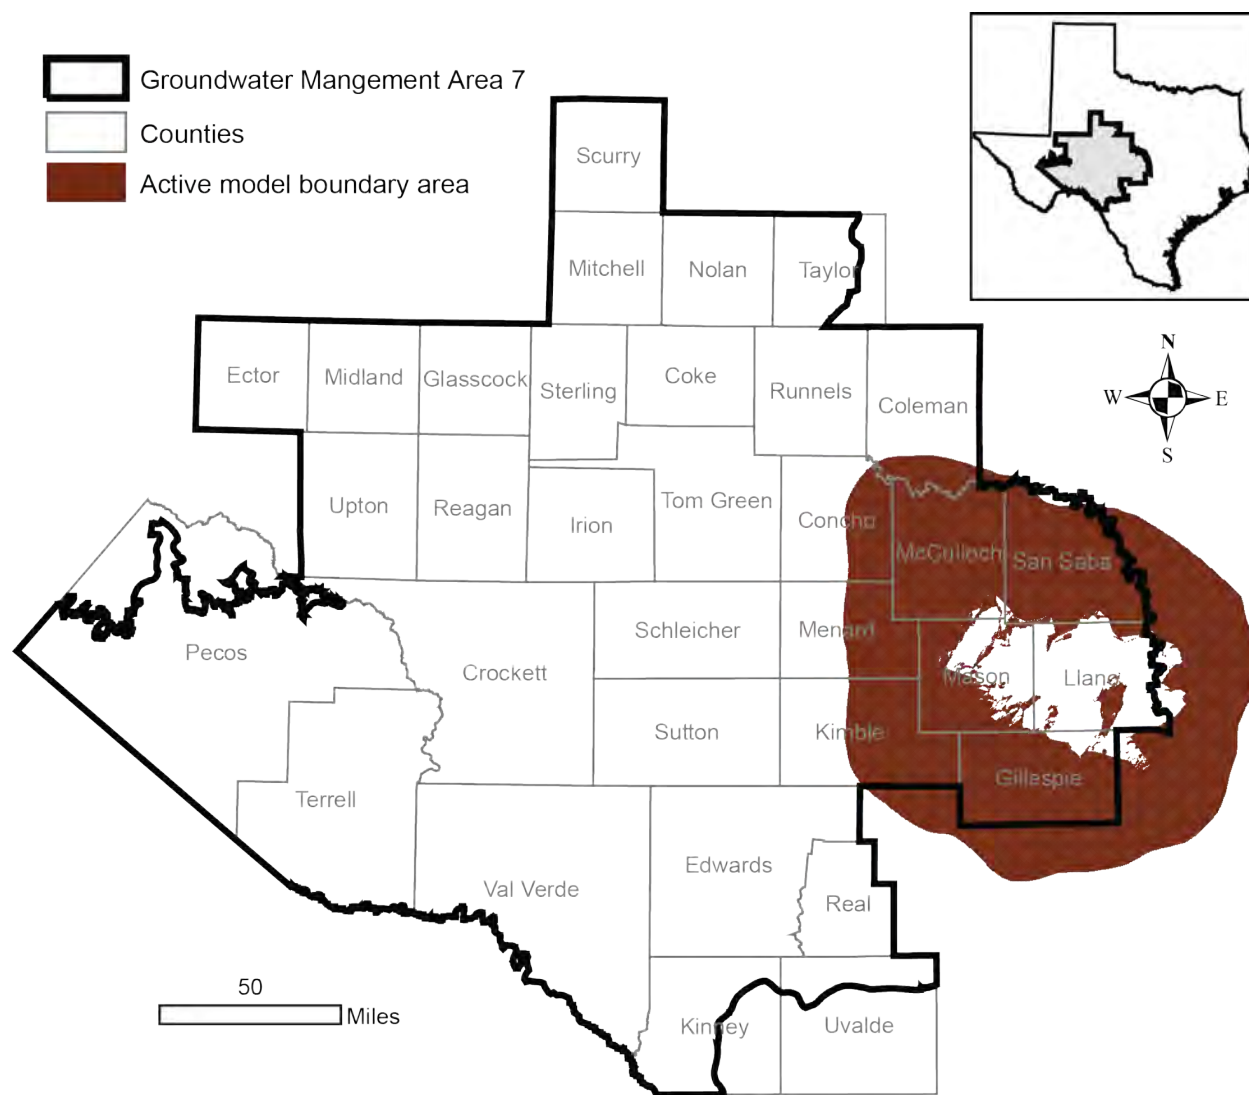 Groundwater Mangement Area 7
Counties
Active model boundary area
Scurry
Mitchell
Nolan
Taylor
N
W
E
S
Ector
Midland
Glasscock
Sterling
Coke
Runnels
Coleman
Upton
Reagan
Irion
Tom Green
Concho
McCulloch
San Saba
Pecos
Crockett
Schleicher
Menard
Mason
Llano
Sutton
Kimble
Gillespie
Terrell
Val Verde
Edwards
Real
Kinney
Uvalde
50
Miles